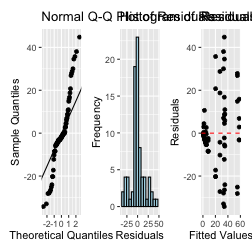 Normal Q-Q Plot
Histogram of Residuals
Sample Quantiles
40
20
0
-20
-2 -1 0 1 2
Theoretical Quantiles
Frequency
20
15
10
5
0
-25 0 25 50
Residuals
Residuals
40
20
0
-20
0 20 40 60
Fitted Values